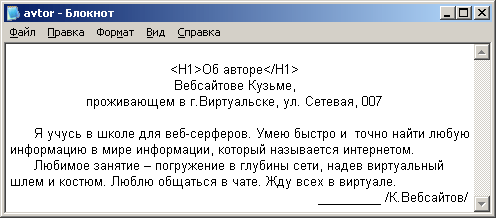 avtor - Блокнот
Файл Правка Формат Вид Справка
<H1>Об авторе</H1>
Вебсайтове Кузьме,
проживающем в г.Виртуальске, ул. Сетевая, 007
Я учусь в школе для веб-серферов. Умею быстро и точно найти любую
информацию в мире информации, который называется интернетом.
Любимое занятие – погружение в глубины сети, надев виртуальный
шлем и костюм. Люблю общаться в чате. Жду всех в виртуале.
_________ /К.Вебсайтов/